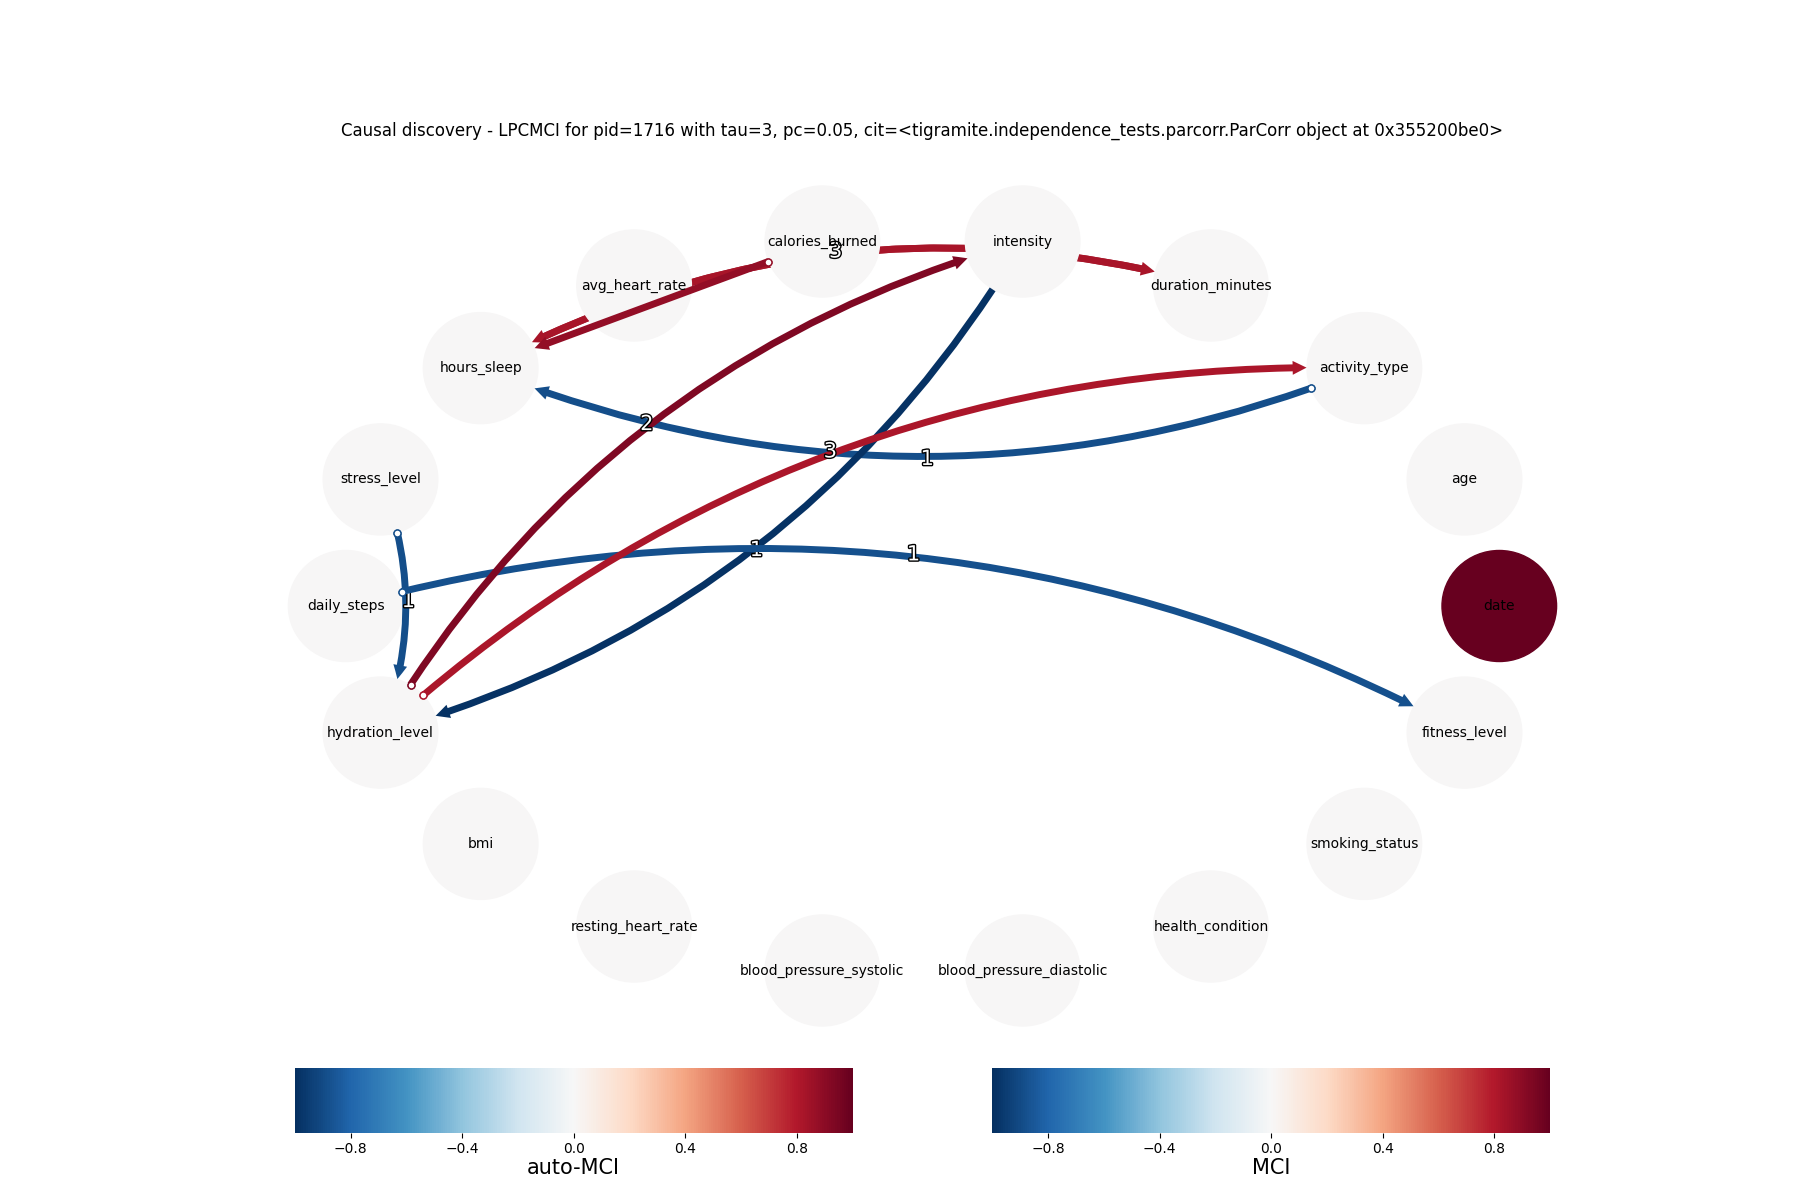 Causal discovery - LPCMCI for pid=1716 with tau=3, pc=0.05, cit=<tigramite.independence_tests.parcorr.ParCorr object at 0x355200be0>
calories_burned
intensity
3
avg_heart_rate
duration_minutes
hours_sleep
activity_type
2
3
1
stress_level
age
1
1
daily_steps
1
date
hydration_level
fitness_level
bmi
smoking_status
resting_heart_rate
health_condition
blood_pressure_systolic
blood_pressure_diastolic
−0.8
−0.4
0.0
0.4
0.8
auto-MCI
−0.8
−0.4
0.0
0.4
0.8
MCI